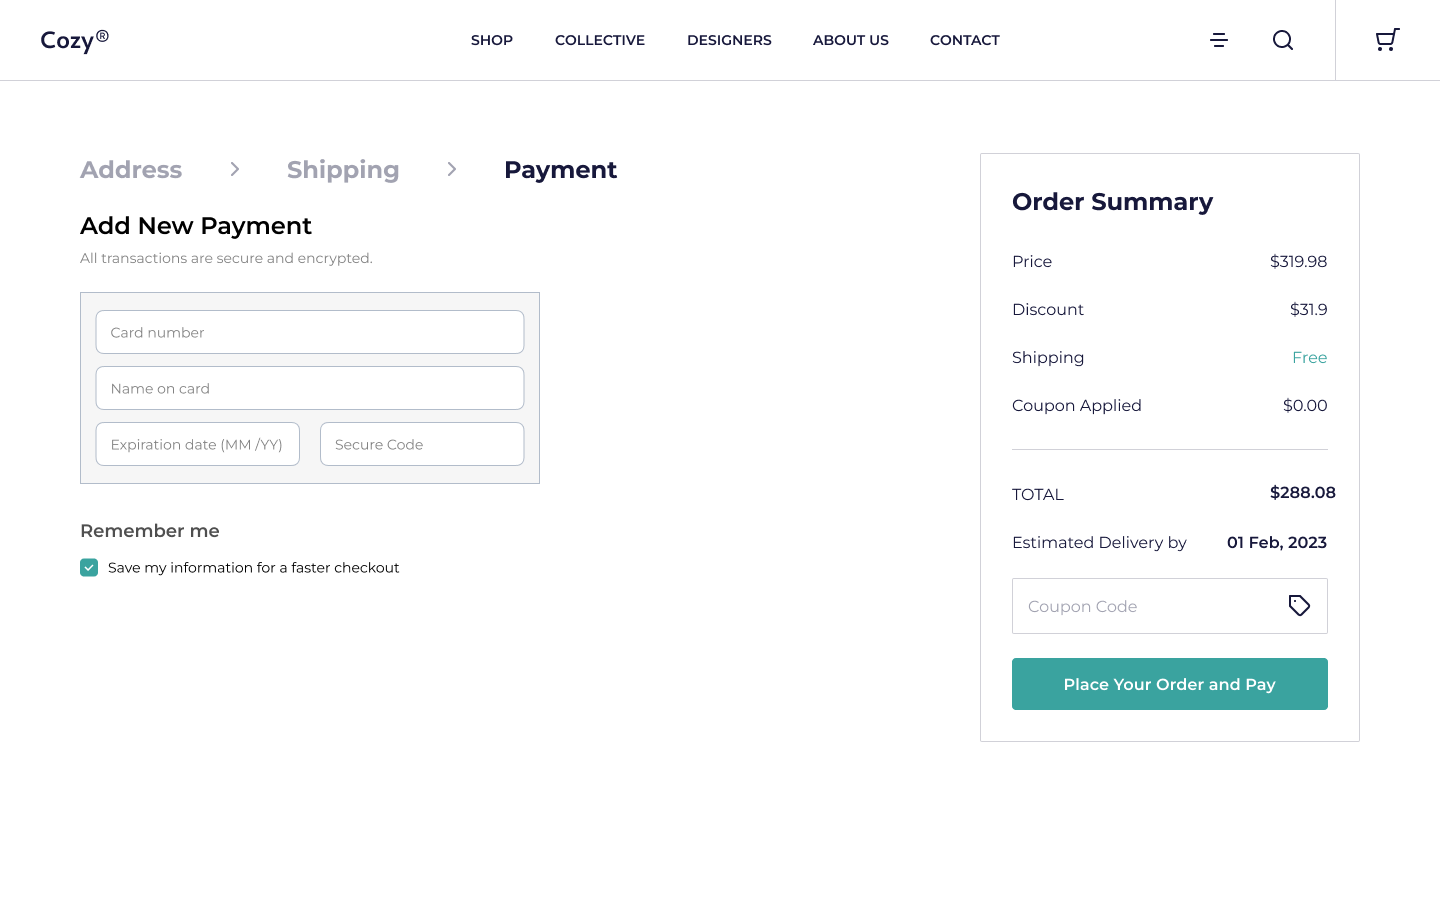 Cozy®
SHOP COLLECTIVE DESIGNERS ABOUT US CONTACT
Address Shipping Payment
Add New Payment
All transactions are secure and encrypted.
Card number
Name on card
Expiration date (MM /YY) Secure Code
Remember me
Save my information for a faster checkout
Order Summary
Price $319.98
Discount $31.9
Shipping Free
Coupon Applied $0.00
TOTAL $288.08
Estimated Delivery by 01 Feb, 2023
Coupon Code
Place Your Order and Pay